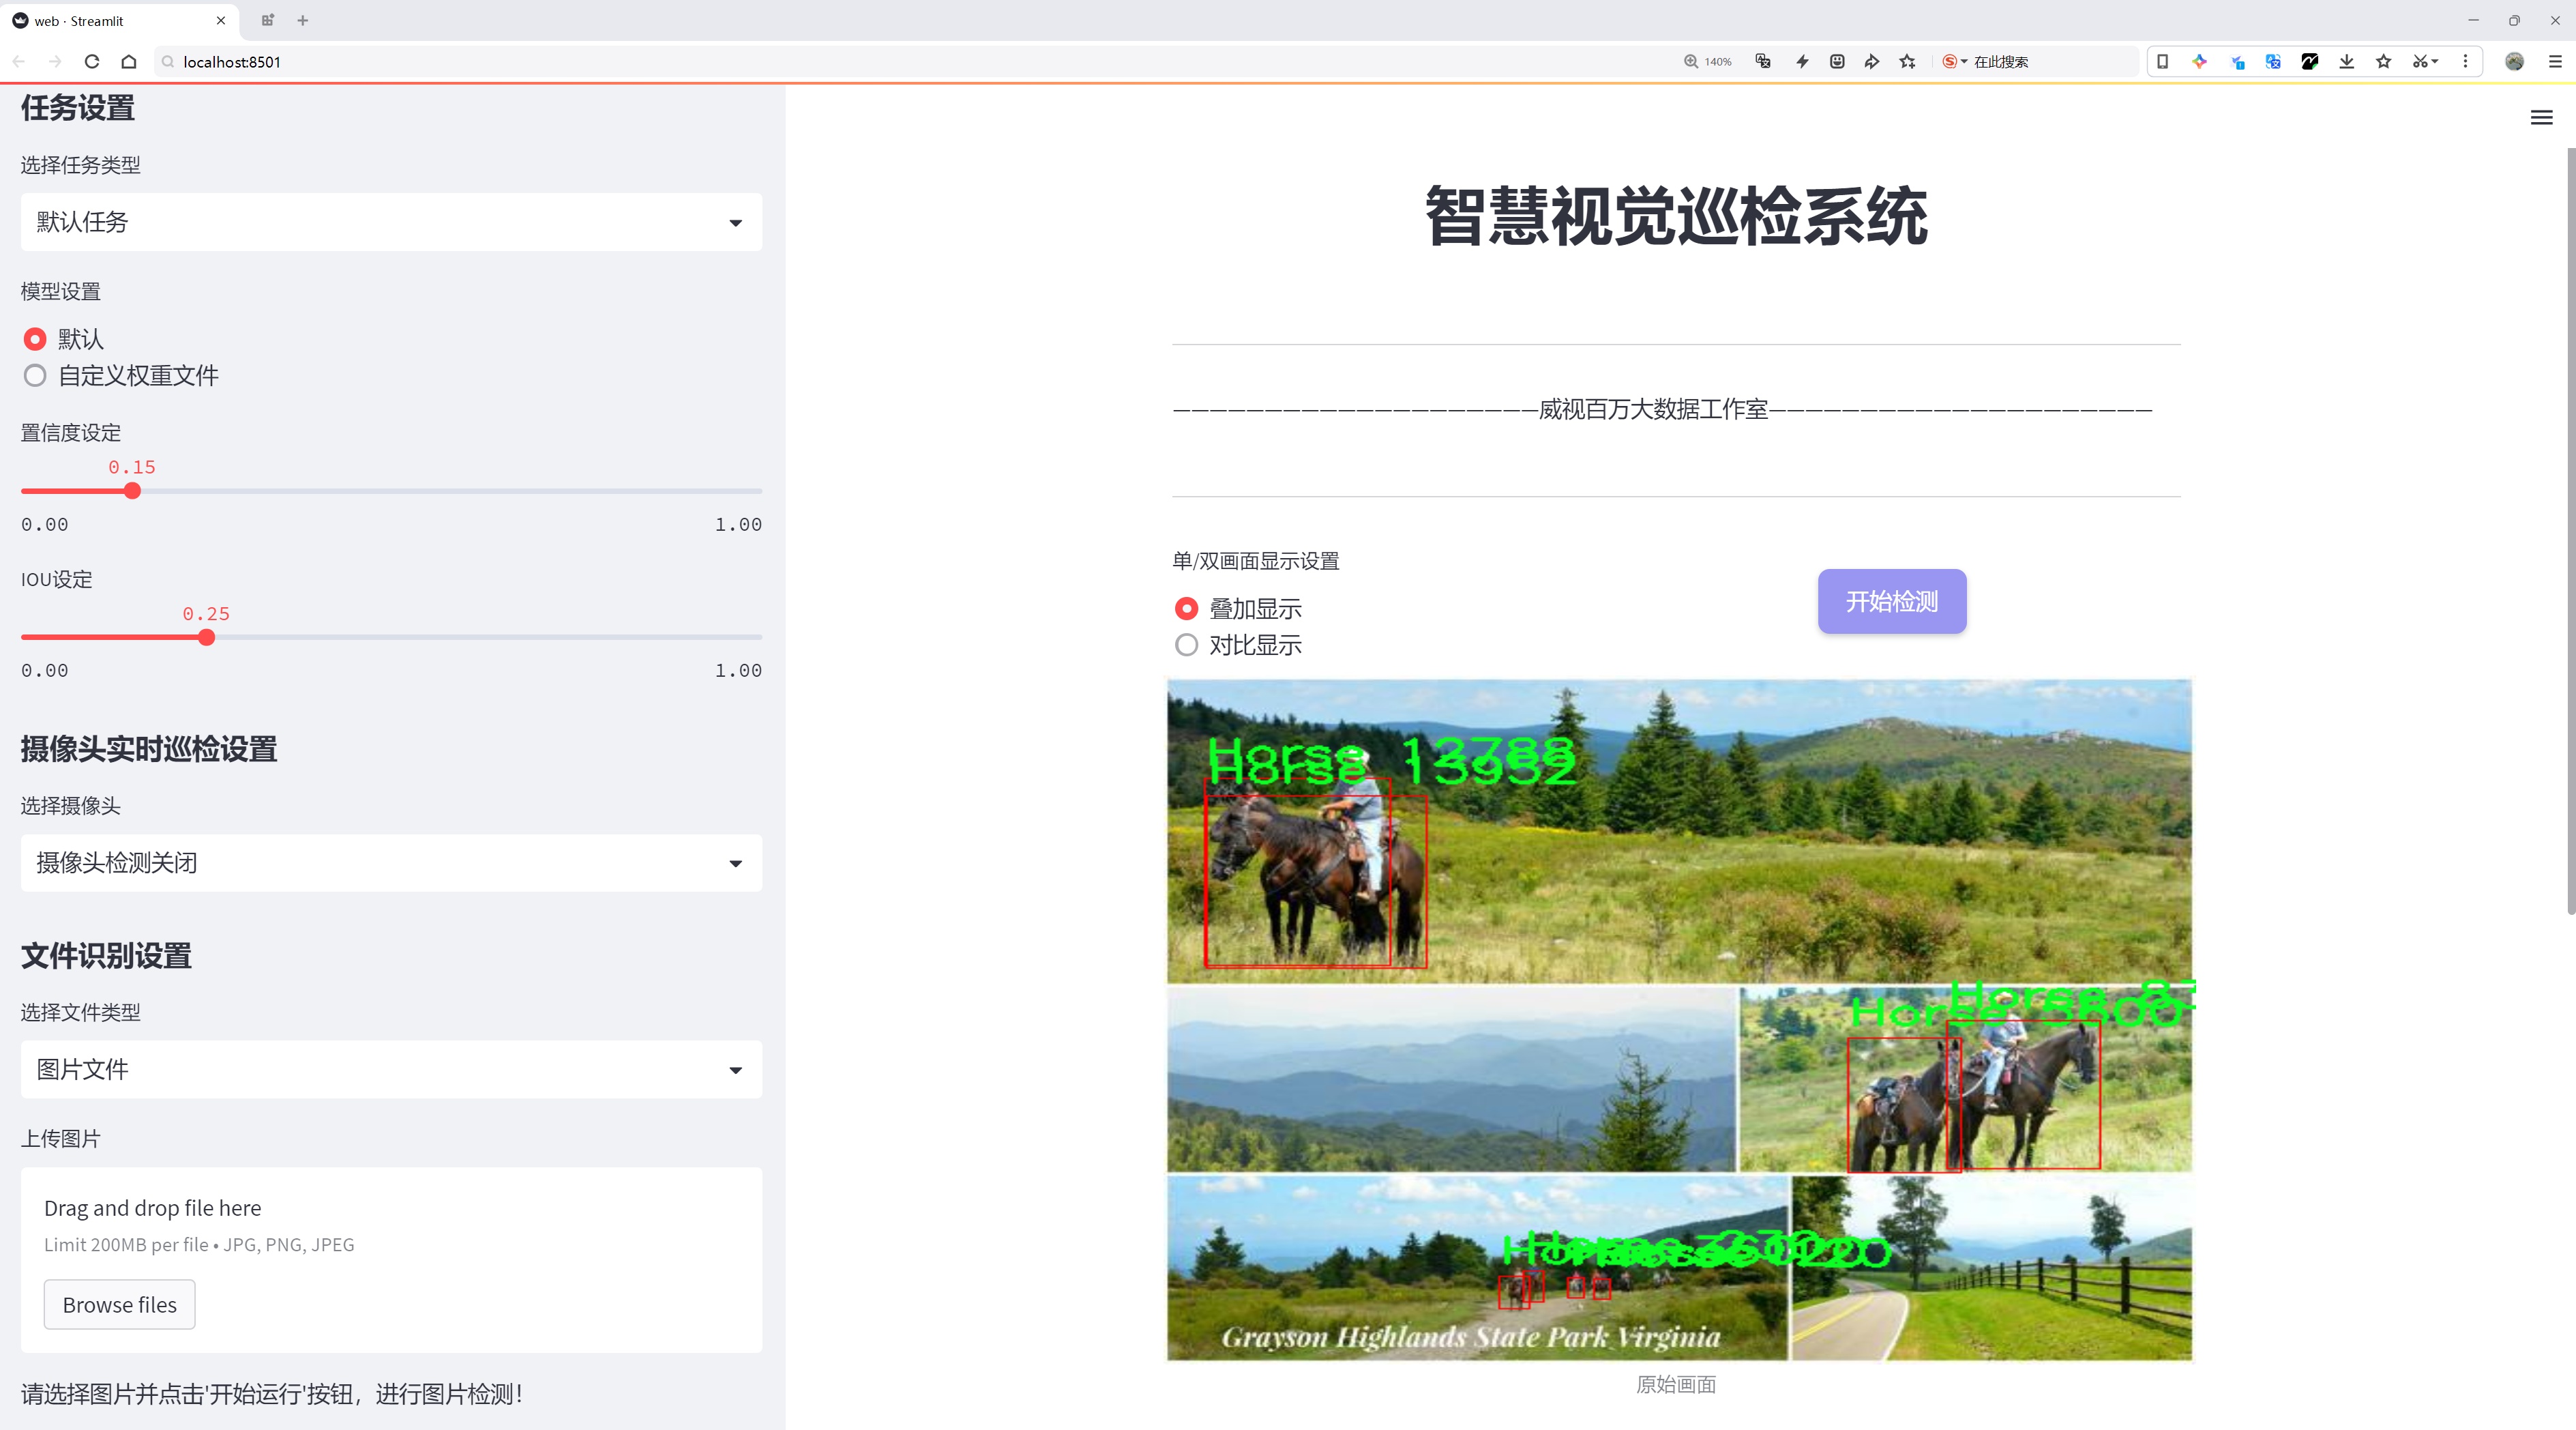 web · Streamlit
localhost:8501
140%
在此搜索
任务设置
选择任务类型
默认任务
模型设置
默认
自定义权重文件
置信度设定
0.15
0.00 1.00
IOU设定
0.25
0.00 1.00
摄像头实时巡检设置
选择摄像头
摄像头检测关闭
文件识别设置
选择文件类型
图片文件
上传图片
Drag and drop file here
Limit 200MB per file • JPG, PNG, JPEG
Browse files
请选择图片并点击'开始运行'按钮，进行图片检测！
智慧视觉巡检系统
—————————————————————威视百万大数据工作室——————————————————————
单/双画面显示设置
叠加显示
对比显示
开始检测
Horse 13788
Horse 13952
Horse
Horse
Grayson Highlands State Park Virginia
原始画面